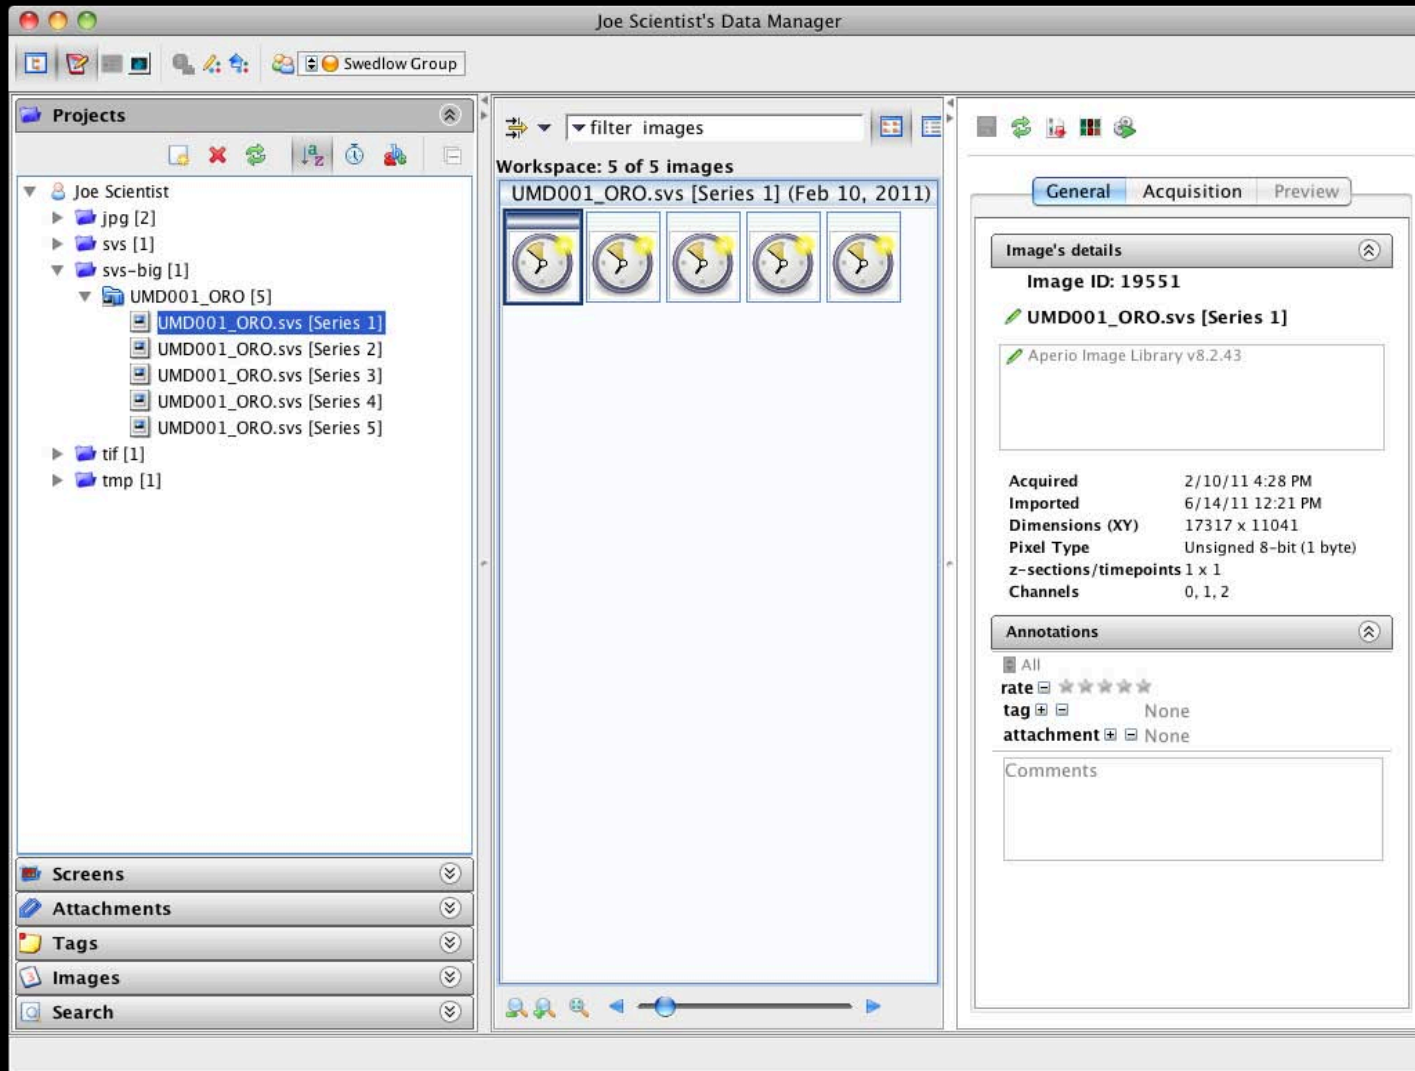 Joe Scientist's Data Manager
Swedlow Group
Projects
Joe Scientist
jpg [2]
svs [1]
svs-big [1]
UMD001_ORO [5]
UMD001_ORO.svs [Series 1]
UMD001_ORO.svs [Series 2]
UMD001_ORO.svs [Series 3]
UMD001_ORO.svs [Series 4]
UMD001_ORO.svs [Series 5]
tif [1]
tmp [1]
Screens
Attachments
Tags
Images
Search
filter images
Workspace: 5 of 5 images
UMD001_ORO.svs [Series 1] (Feb 10, 2011)
General Acquisition Preview
Image's details
Image ID: 19551
UMD001_ORO.svs [Series 1]
Aperio Image Library v8.2.43
Acquired 2/10/11 4:28 PM
Imported 6/14/11 12:21 PM
Dimensions (XY) 17317 x 11041
Pixel Type Unsigned 8-bit (1 byte)
z-sections/timepoints 1 x 1
Channels 0, 1, 2
Annotations
All
rate
tag None
attachment None
Comments